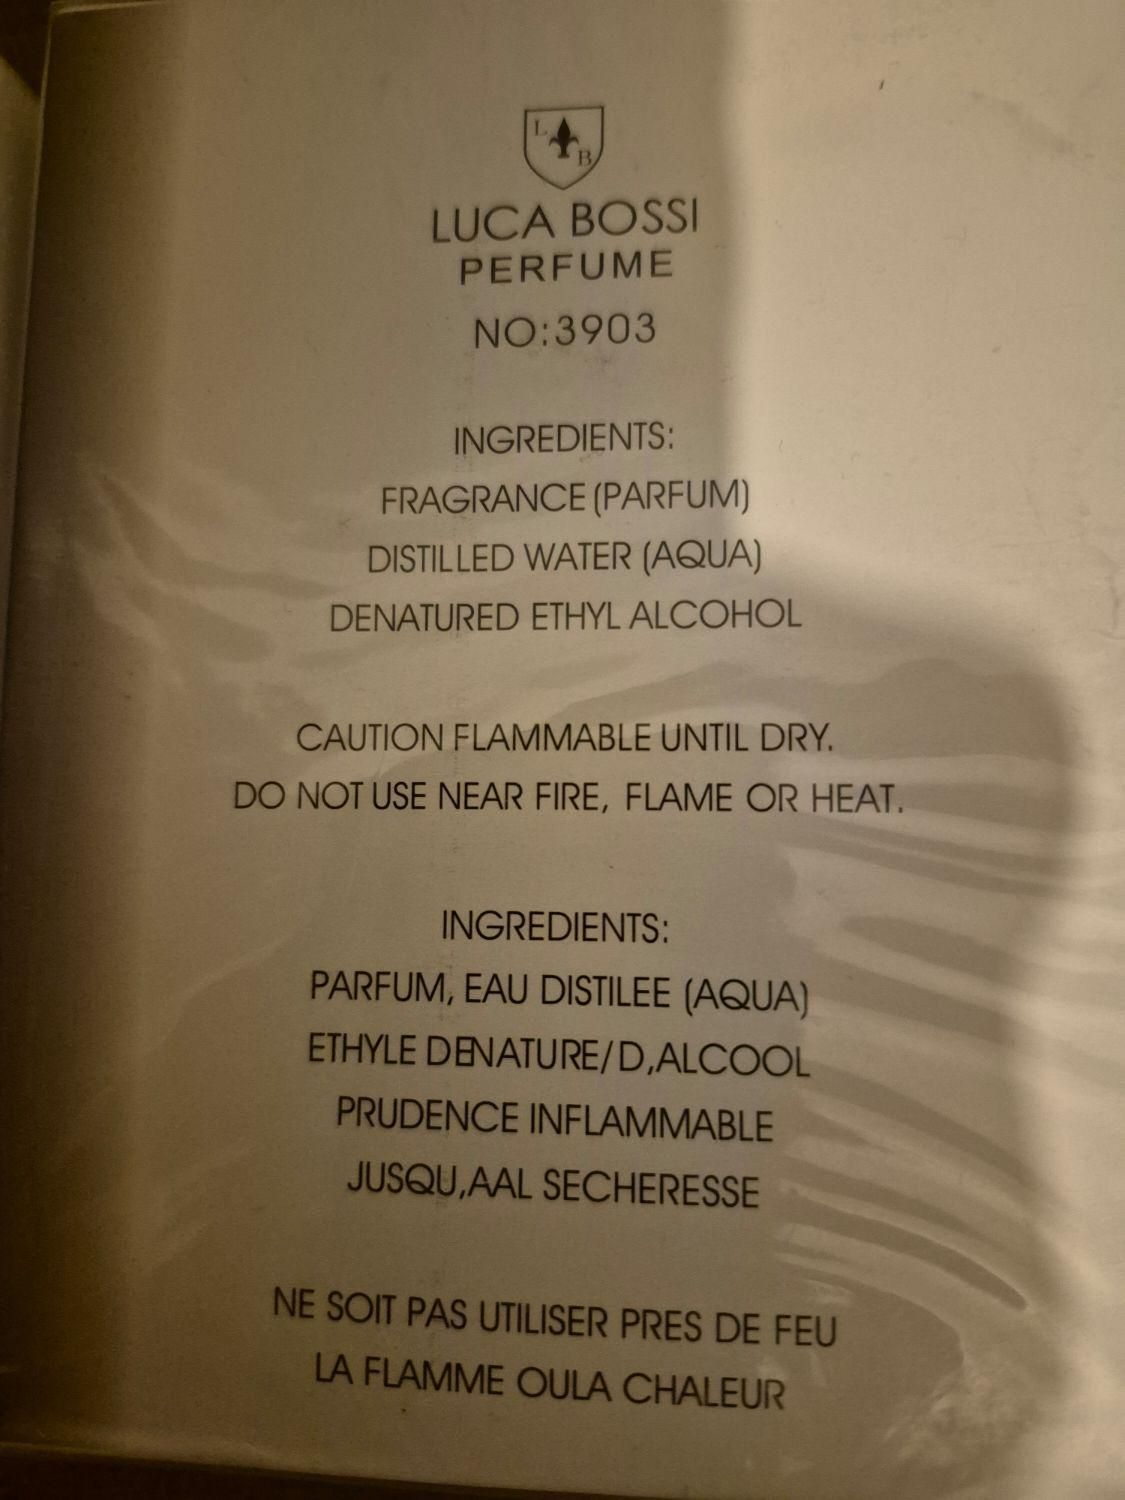 L B
LUCA BOSSI
PERFUME
NO:3903
INGREDIENTS:
FRAGRANCE (PARFUM)
DISTILLED WATER (AQUA)
DENATURED ETHYL ALCOHOL
CAUTION FLAMMABLE UNTIL DRY.
DO NOT USE NEAR FIRE, FLAME OR HEAT.
INGREDIENTS:
PARFUM, EAU DISTILEE (AQUA)
ETHYLE DENATURE/D,ALCOOL
PRUDENCE INFLAMMABLE
JUSQU,AAL SECHERESSE
NE SOIT PAS UTILISER PRES DE FEU
LA FLAMME OULA CHALEUR